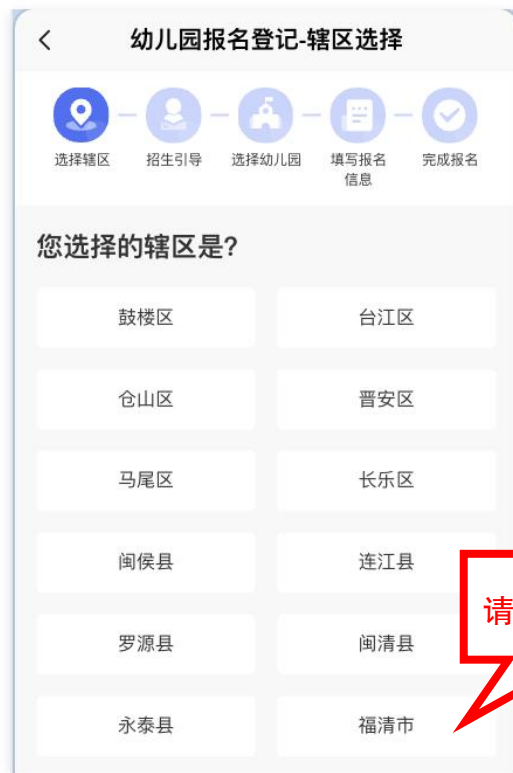 幼儿园报名登记-辖区选择
选择辖区 招生引导 选择幼儿园 填写报名 完成报名
信息
您选择的辖区是?
鼓楼区 台江区
仓山区 晋安区
马尾区 长乐区
闽侯县 连江县
请
罗源县 闽清县
永泰县 福清市